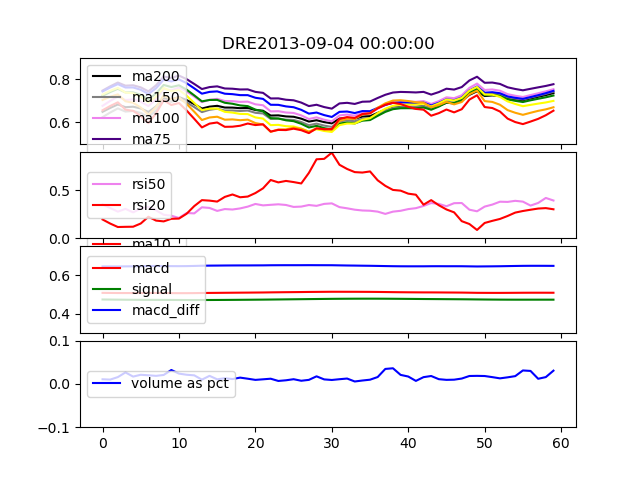 DRE2013-09-04 00:00:00
0.8
0.6
ma200
ma150
ma100
ma75
0.5
0.0
rsi50
rsi20
ma10
0.6
0.4
macd
signal
macd_diff
0.1
0.0
−0.1
volume as pct
0 10 20 30 40 50 60